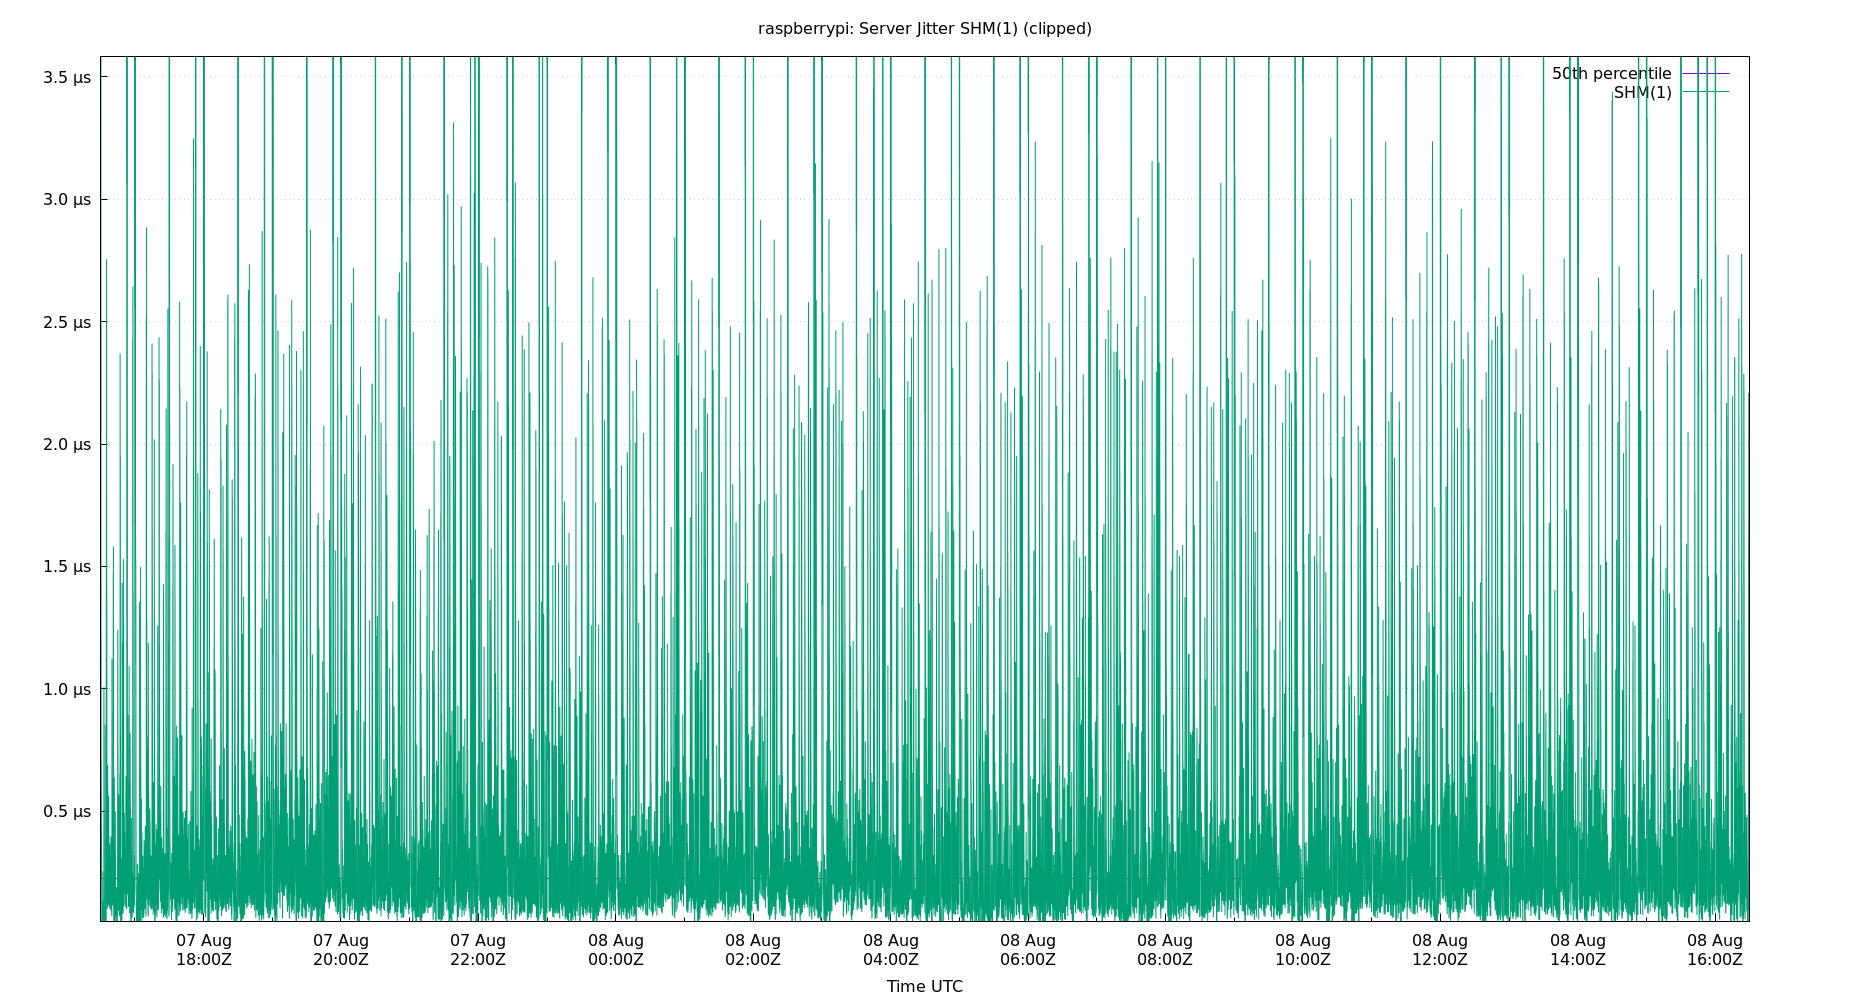 raspberrypi: Server Jitter SHM(1) (clipped)
50th percentile
SHM(1)
3.5 µs
3.0 µs
2.5 µs
2.0 µs
1.5 µs
1.0 µs
0.5 µs
07 Aug 07 Aug 07 Aug 08 Aug 08 Aug 08 Aug 08 Aug 08 Aug 08 Aug 08 Aug 08 Aug 08 Aug
18:00Z 20:00Z 22:00Z 00:00Z 02:00Z 04:00Z 06:00Z 08:00Z 10:00Z 12:00Z 14:00Z 16:00Z
Time UTC